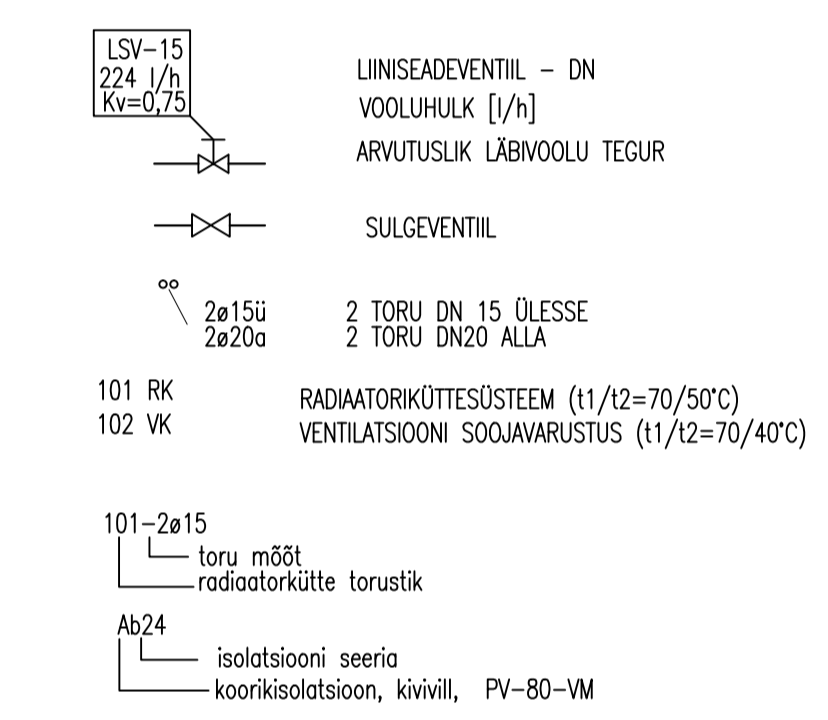 LSV-15
224 l/h
Kv=0,75
LIINISEADEVENTIIL - DN
VOOLUHULK [l/h]
ARVUTUSLIK LÄBIVOOLU TEGUR
SULGEVENTIIL
2ø15ü 2 TORU DN 15 ÜLESSE
2ø20a 2 TORU DN20 ALLA
101 RK RADIAATORIKÜTTESÜSTEEM (t1/t2=70/50°C)
102 VK VENTILATSIOONI SOOJAVARUSTUS (t1/t2=70/40°C)
101-2ø15
toru mõõt
radiaatorkütte torustik
Ab24
isolatsiooni seeria
koorikisolatsioon, kivivill, PV-80-VM